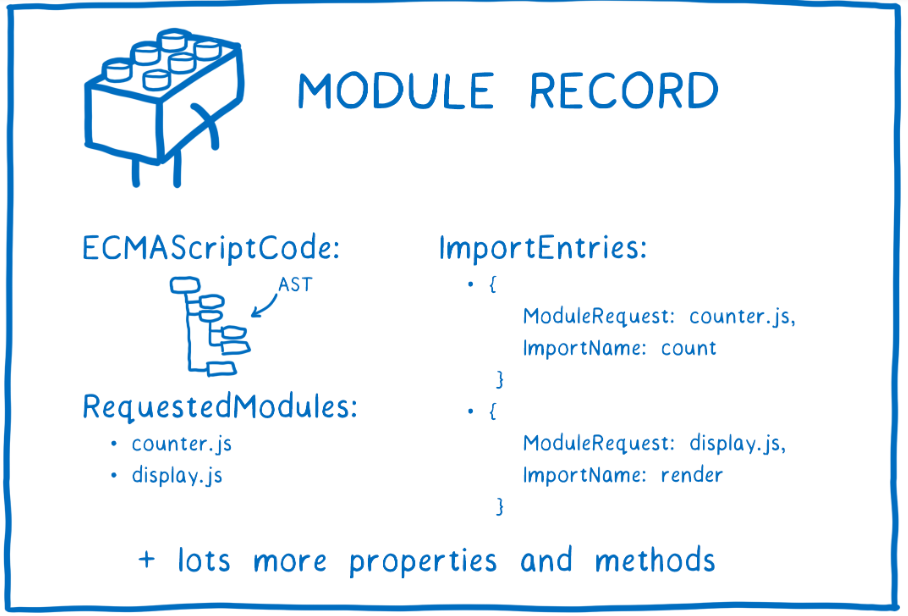 MODULE RECORD
ECMAScriptCode:
AST
RequestedModules:
• counter.js
• display.js
ImportEntries:
• {
ModuleRequest: counter.js,
ImportName: count
}
• {
ModuleRequest: display.js,
ImportName: render
}
+ lots more properties and methods